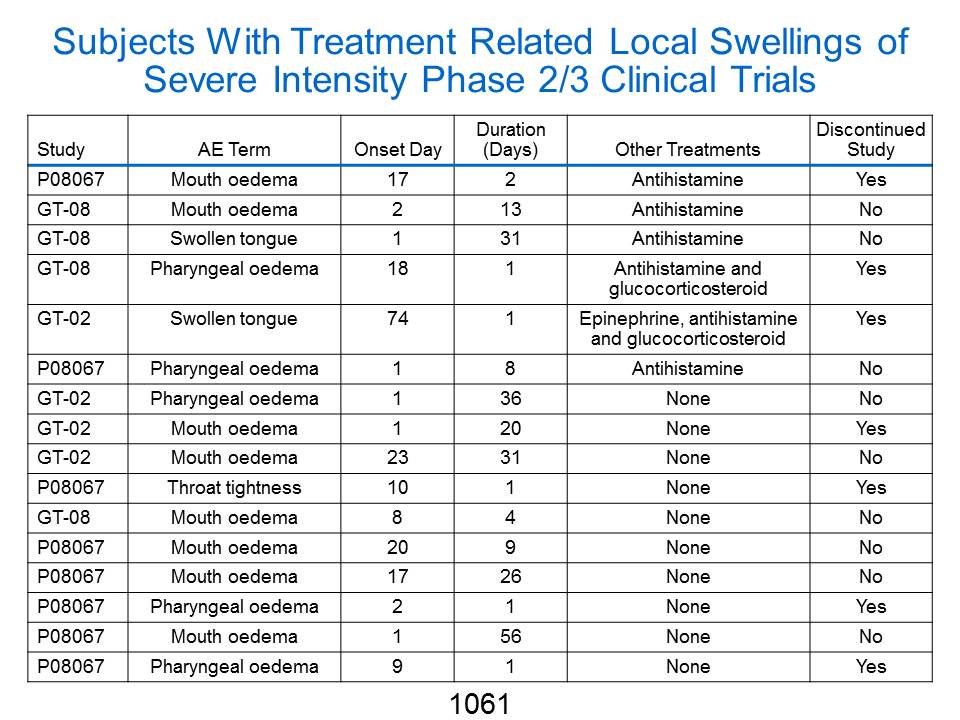 Subjects With Treatment Related Local Swellings of
Severe Intensity Phase 2/3 Clinical Trials
Study AE Term Onset Day Duration (Days) Other Treatments Discontinued Study
P08067 Mouth oedema 17 2 Antihistamine Yes
GT-08 Mouth oedema 2 13 Antihistamine No
GT-08 Swollen tongue 1 31 Antihistamine No
GT-08 Pharyngeal oedema 18 1 Antihistamine and glucocorticosteroid Yes
GT-02 Swollen tongue 74 1 Epinephrine, antihistamine and glucocorticosteroid Yes
P08067 Pharyngeal oedema 1 8 Antihistamine No
GT-02 Pharyngeal oedema 1 36 None No
GT-02 Mouth oedema 1 20 None Yes
GT-02 Mouth oedema 23 31 None No
P08067 Throat tightness 10 1 None Yes
GT-08 Mouth oedema 8 4 None No
P08067 Mouth oedema 20 9 None No
P08067 Mouth oedema 17 26 None No
P08067 Pharyngeal oedema 2 1 None Yes
P08067 Mouth oedema 1 56 None No
P08067 Pharyngeal oedema 9 1 None Yes
1061